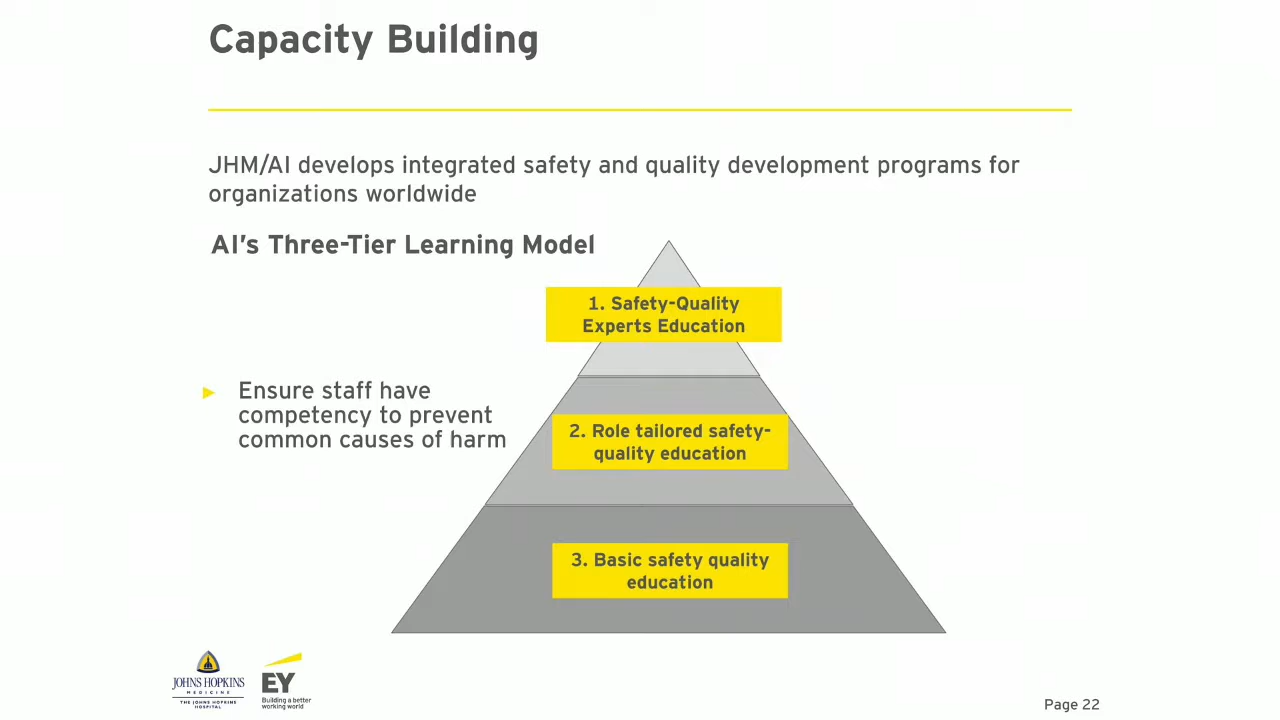 Capacity Building
JHM/AI develops integrated safety and quality development programs for
organizations worldwide
AI's Three-Tier Learning Model
1. Safety-Quality
Experts Education
Ensure staff have
competency to prevent
common causes of harm
2. Role tailored safety-
quality education
3. Basic safety quality
education
JOHNS HOPKINS
MEDICINE
THE JOHNS HOPKINS
HOSPITAL
EY
Building a better
working world
Page 22